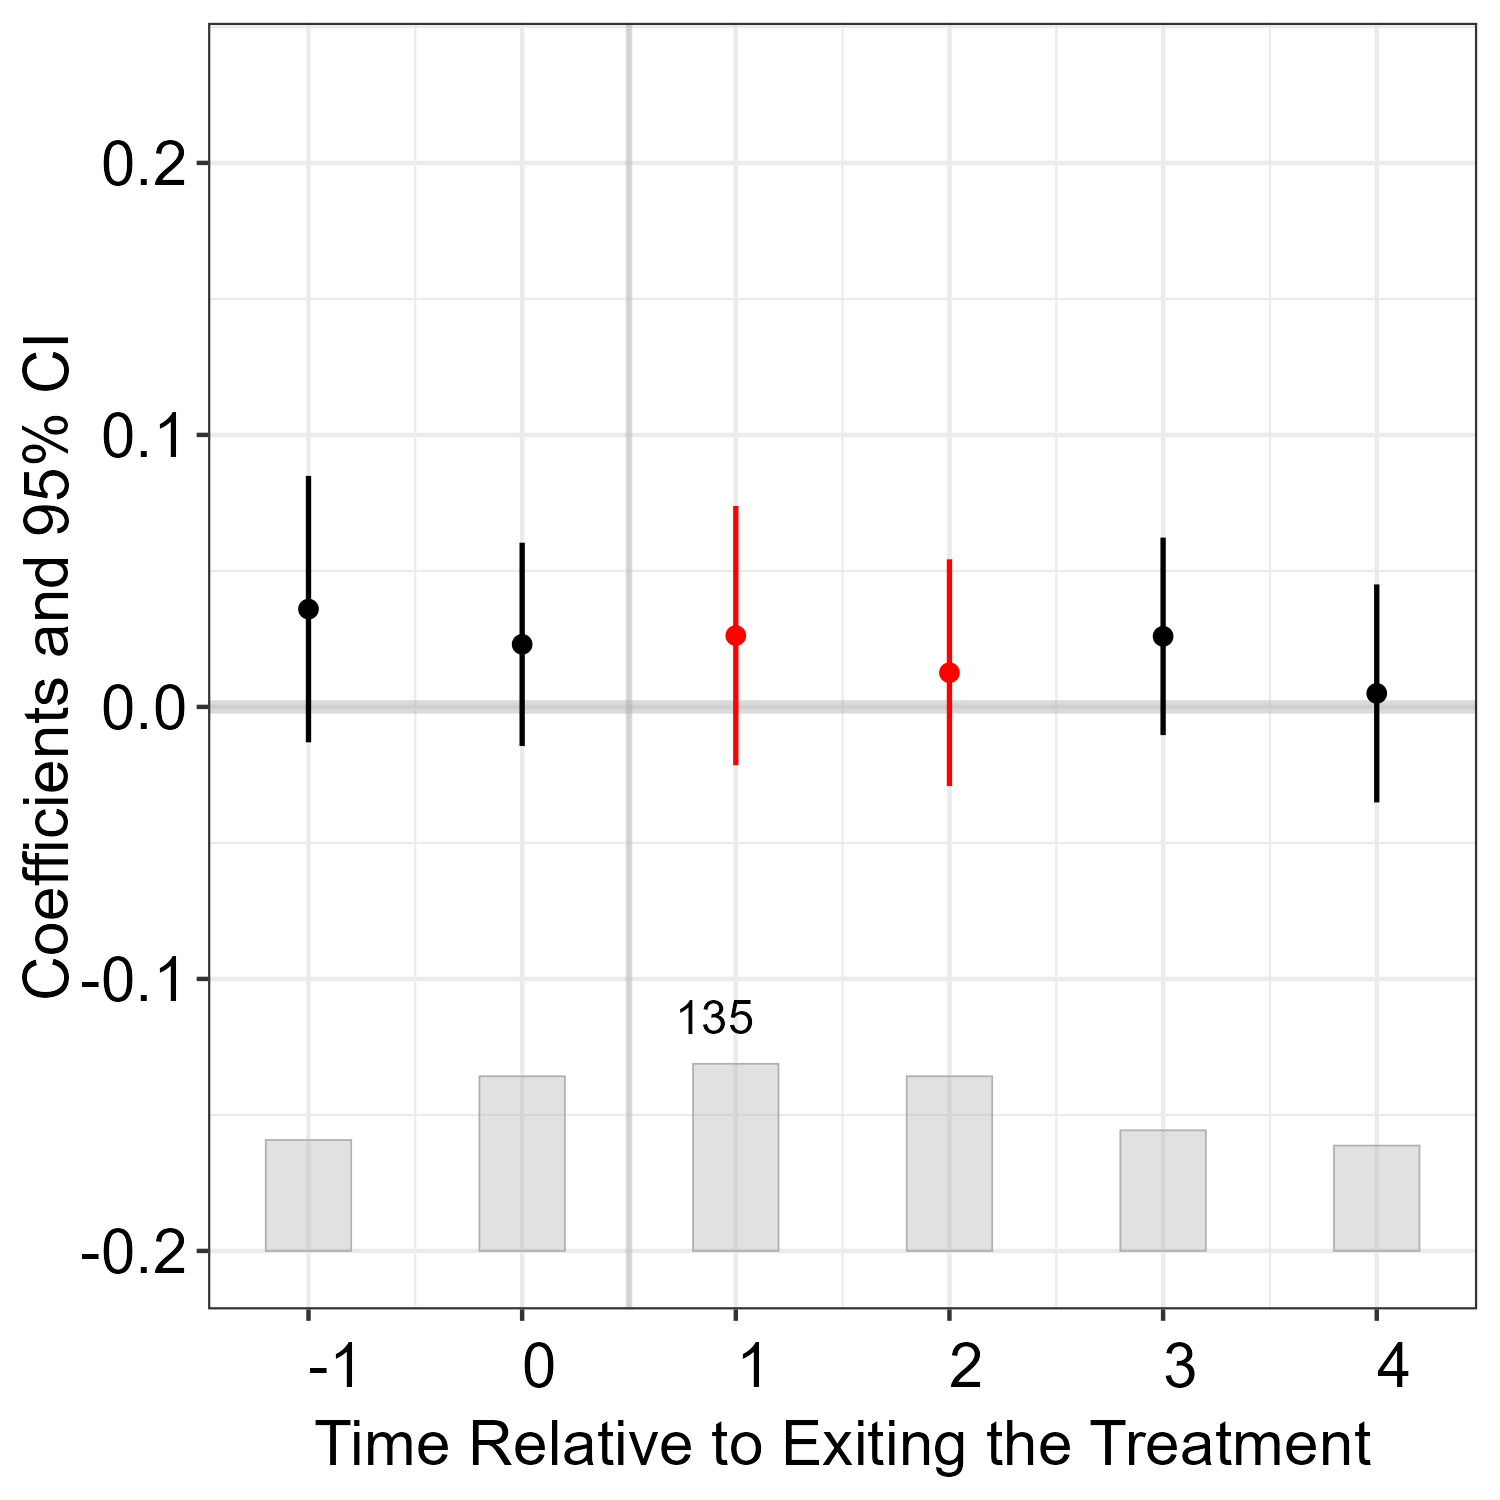 Coefficients and 95% CI
0.2
0.1
0.0
-0.1
-0.2
135
-1 0 1 2 3 4
Time Relative to Exiting the Treatment